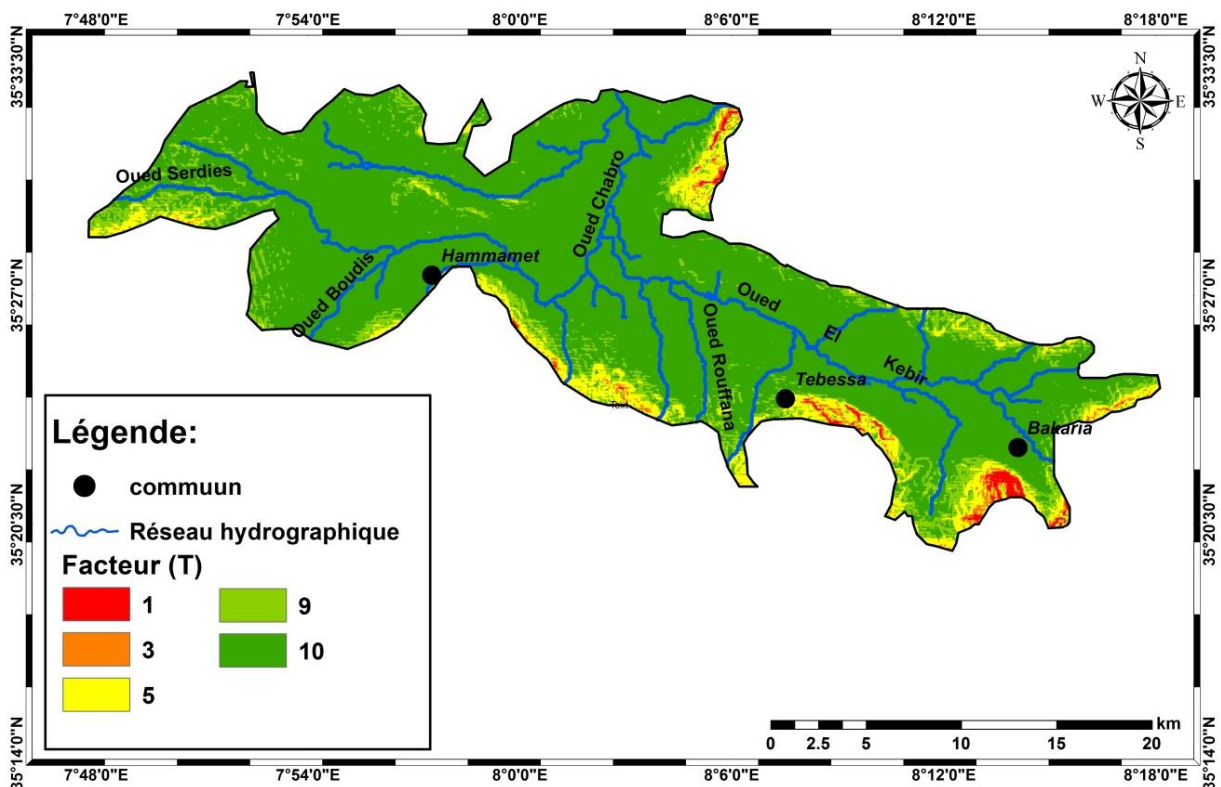 7°48'0"E 7°54'0"E 8°0'0"E 8°6'0"E 8°12'0"E 8°18'0"E
35°33'30"N
35°33'30"N
N
W E
S
Oued Serdies
Oued Chabro
Hammamet
Oued Boudis
35°27'0"N
35°27'0"N
Oued
El
Kebir
Oued Rouffana
Tebessa
Text
Bakaria
35°20'30"N
35°20'30"N
Légende:
commuun
Réseau hydrographique
Facteur (T)
1 9
3 10
5
km
0 2.5 5 10 15 20
35°14'0"N
35°14'0"N
7°48'0"E 7°54'0"E 8°0'0"E 8°6'0"E 8°12'0"E 8°18'0"E